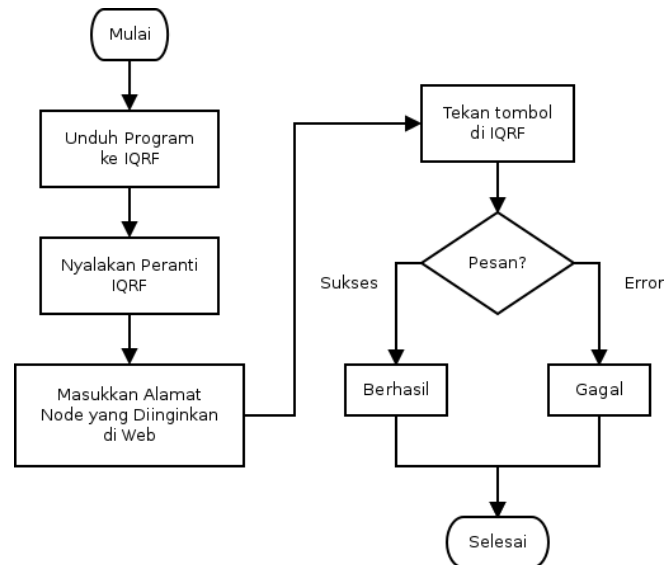 Mulai
Unduh Program
ke IQRF
Nyalakan Peranti
IQRF
Masukkan Alamat
Node yang Diinginkan
di Web
Tekan tombol
di IQRF
Pesan?
Sukses
Error
Berhasil
Gagal
Selesai